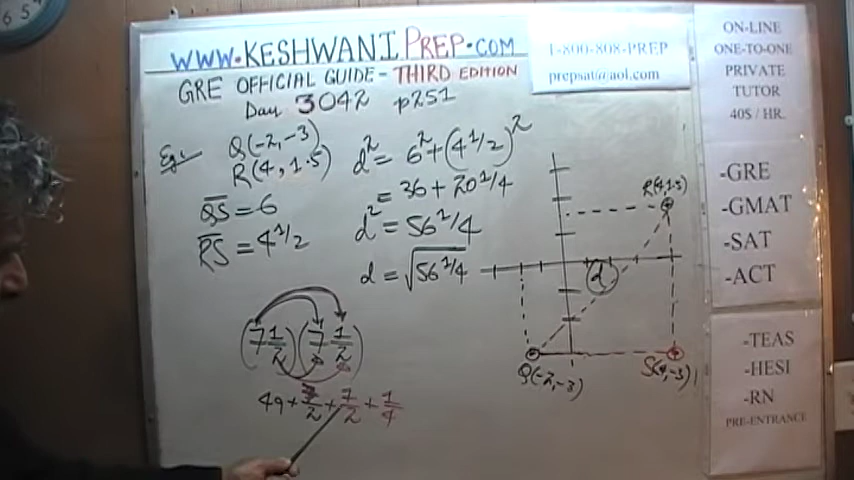 WWW.KESHWANIPREP.COM
GRE OFFICIAL GUIDE - THIRD EDITION
Day 3042 p251
1-800-808-PREP
prepsat@aol.com
Eg:-
Q(-2,-3)
R(4, 1.5)
QS = 6
RS = 4 1/2
d² = 6² + (4 1/2)²
= 36 + 20 1/4
d² = 56 1/4
d = √56 1/4
(7 1/2)(7 1/2)
49 + 7/2 + 7/2 + 1/4
R(4,1.5)
d
Q(-2,-3)
S(4,-3)
ON-LINE
ONE-TO-ONE
PRIVATE
TUTOR
40$ / HR.
-GRE
-GMAT
-SAT
-ACT
-TEAS
-HESI
-RN
PRE-ENTRANCE
6 5